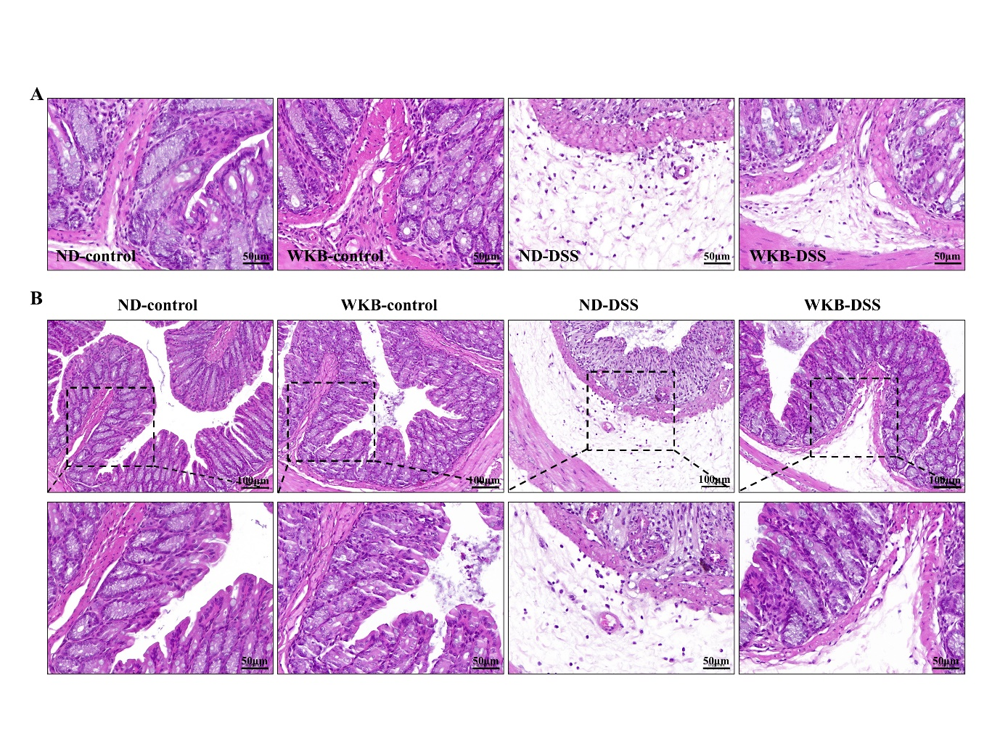 A
ND-control
50μm
WKB-control
50μm
ND-DSS
50μm
WKB-DSS
50μm
B
ND-control
WKB-control
ND-DSS
WKB-DSS
100μm
100μm
100μm
100μm
50μm
50μm
50μm
50μm